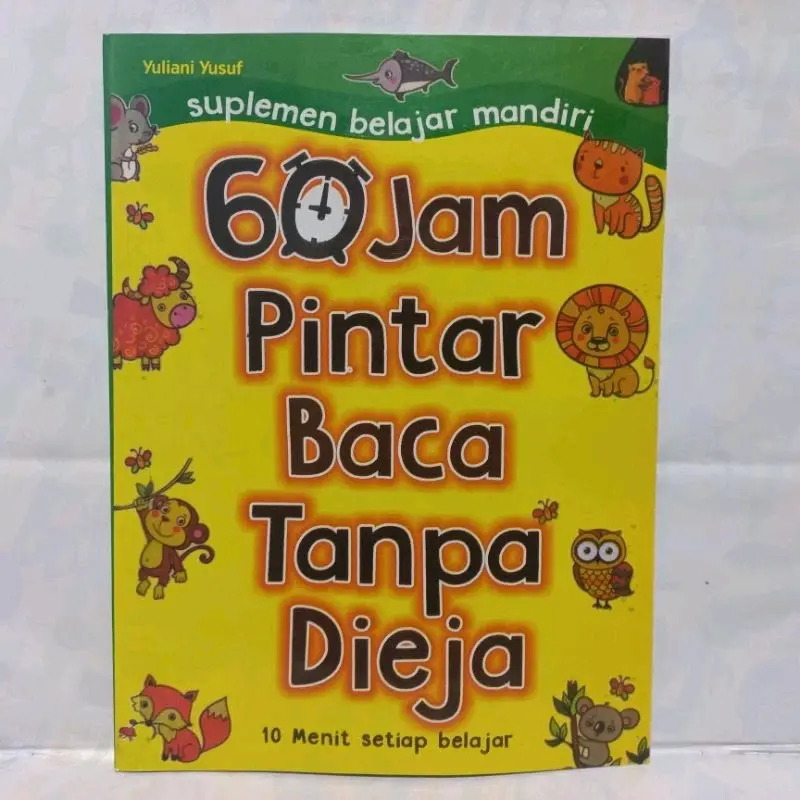 Yuliani Yusuf
suplemen belajar mandiri
60 Jam
Pintar
Baca
Tanpa
Dieja
10 Menit setiap belajar